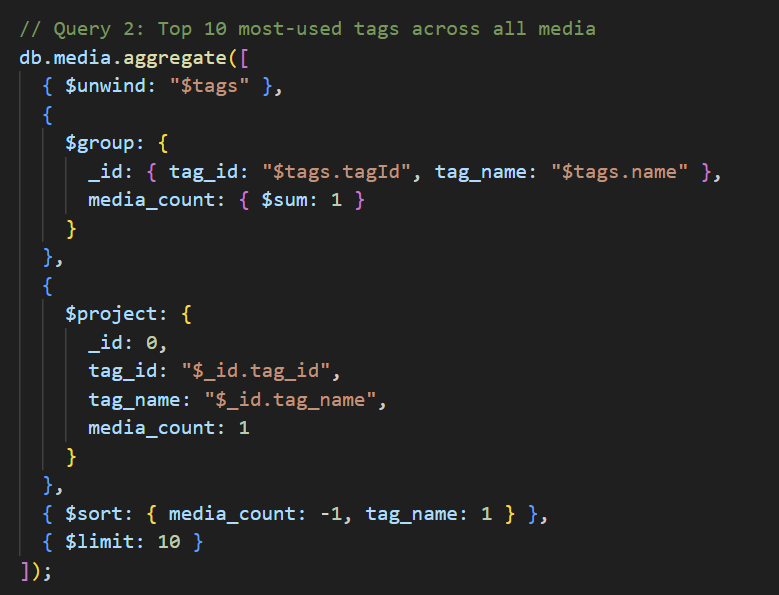 // Query 2: Top 10 most-used tags across all media
db.media.aggregate([
  { $unwind: "$tags" },
  {
    $group: {
      _id: { tag_id: "$tags.tagId", tag_name: "$tags.name" },
      media_count: { $sum: 1 }
    }
  },
  {
    $project: {
      _id: 0,
      tag_id: "$_id.tag_id",
      tag_name: "$_id.tag_name",
      media_count: 1
    }
  },
  { $sort: { media_count: -1, tag_name: 1 } },
  { $limit: 10 }
]);